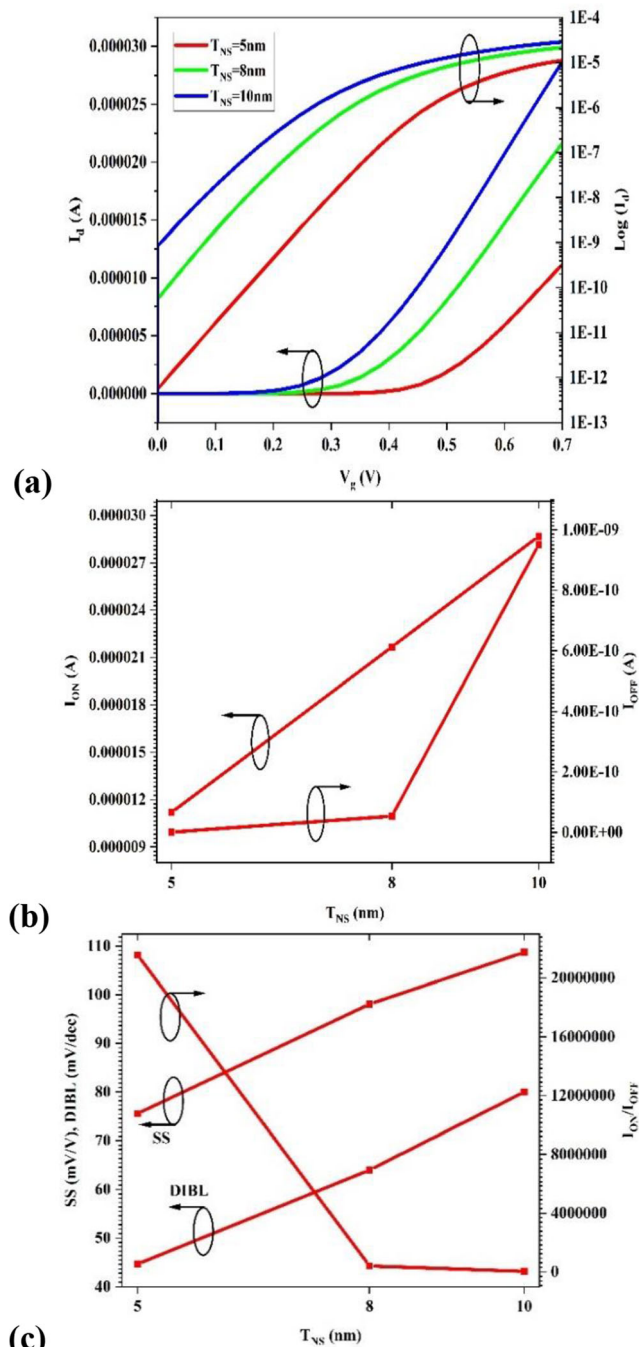 0.000030
0.000025
0.000020
0.000015
0.000010
0.000005
0.000000
I_d (A)
T_NS=5nm
T_NS=8nm
T_NS=10nm
1E-4
1E-5
1E-6
1E-7
1E-8
1E-9
1E-10
1E-11
1E-12
1E-13
Log (I_d)
0.0 0.1 0.2 0.3 0.4 0.5 0.6 0.7
V_g (V)
(a)
0.000030
0.000027
0.000024
0.000021
0.000018
0.000015
0.000012
0.000009
I_ON (A)
1.00E-09
8.00E-10
6.00E-10
4.00E-10
2.00E-10
0.00E+00
I_OFF (A)
5 8 10
T_NS (nm)
(b)
110
100
90
80
70
60
50
40
SS (mV/V), DIBL (mV/dcc)
SS
DIBL
20000000
16000000
12000000
8000000
4000000
0
I_ON/I_OFF
5 8 10
T_NS (nm)
(c)